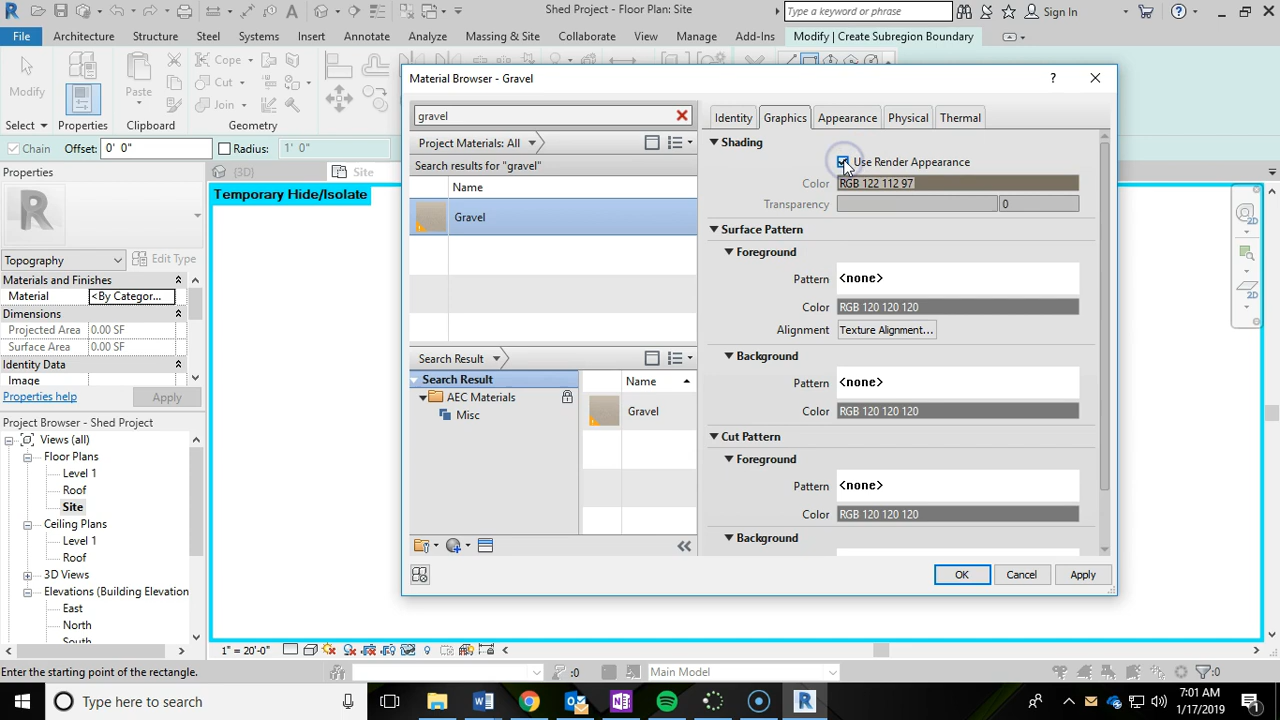 Shed Project - Floor Plan: Site
Type a keyword or phrase
Sign In
File
Architecture
Structure
Steel
Systems
Insert
Annotate
Analyze
Massing & Site
Collaborate
View
Manage
Add-Ins
Modify | Create Subregion Boundary
Modify
Paste
Cope
Cut
Join
Select
Properties
Clipboard
Geometry
Chain
Offset: 0' 0"
Radius: 1' 0"
Properties
{3D}
Site
Temporary Hide/Isolate
R
Topography
Edit Type
Materials and Finishes
Material
<By Categor...
Dimensions
Projected Area
0.00 SF
Surface Area
0.00 SF
Identity Data
Image
Properties help
Apply
Project Browser - Shed Project
Views (all)
Floor Plans
Level 1
Roof
Site
Ceiling Plans
Level 1
Roof
3D Views
Elevations (Building Elevation
East
North
South
Material Browser - Gravel
?
gravel
Project Materials: All
Search results for "gravel"
Name
Gravel
Search Result
Search Result
AEC Materials
Misc
Name
Gravel
Identity
Graphics
Appearance
Physical
Thermal
Shading
Use Render Appearance
Color
RGB 122 112 97
Transparency
0
Surface Pattern
Foreground
Pattern
<none>
Color
RGB 120 120 120
Alignment
Texture Alignment...
Background
Pattern
<none>
Color
RGB 120 120 120
Cut Pattern
Foreground
Pattern
<none>
Color
RGB 120 120 120
Background
OK
Cancel
Apply
1" = 20'-0"
Enter the starting point of the rectangle.
:0
Main Model
:0
Type here to search
7:01 AM
1/17/2019